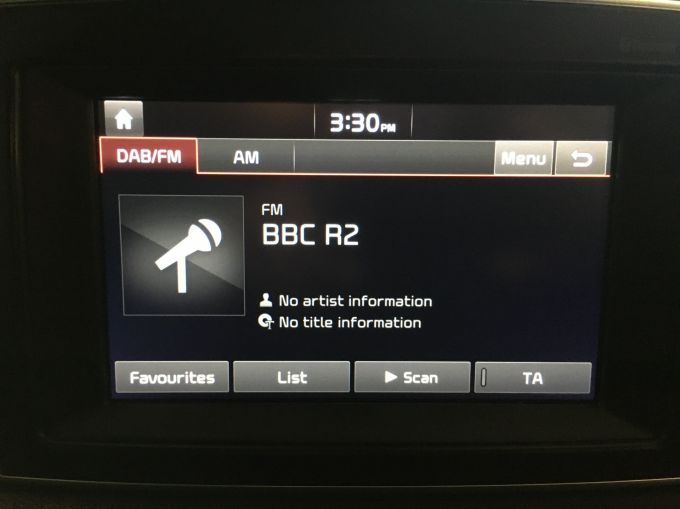 3:30PM
DAB/FM AM Menu
FM
BBC R2
No artist information
No title information
Favourites List Scan TA